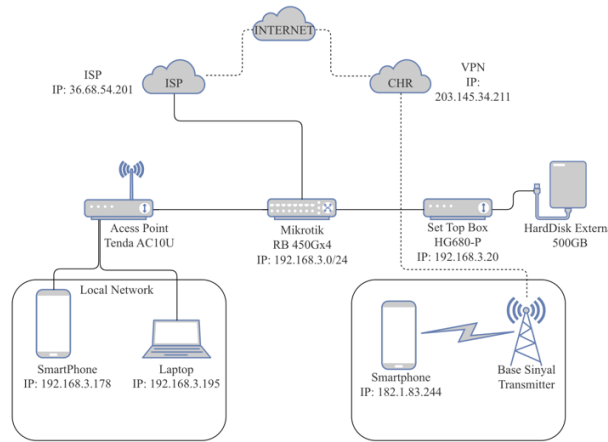 INTERNET
ISP
IP: 36.68.54.201
ISP
CHR
VPN
IP:
203.145.34.211
Acess Point
Tenda AC10U
Mikrotik
RB 450Gx4
IP: 192.168.3.0/24
Set Top Box
HG680-P
IP: 192.168.3.20
HardDisk Extern
500GB
Local Network
SmartPhone
IP: 192.168.3.178
Laptop
IP: 192.168.3.195
Smartphone
IP: 182.1.83.244
Base Sinyal
Transmitter